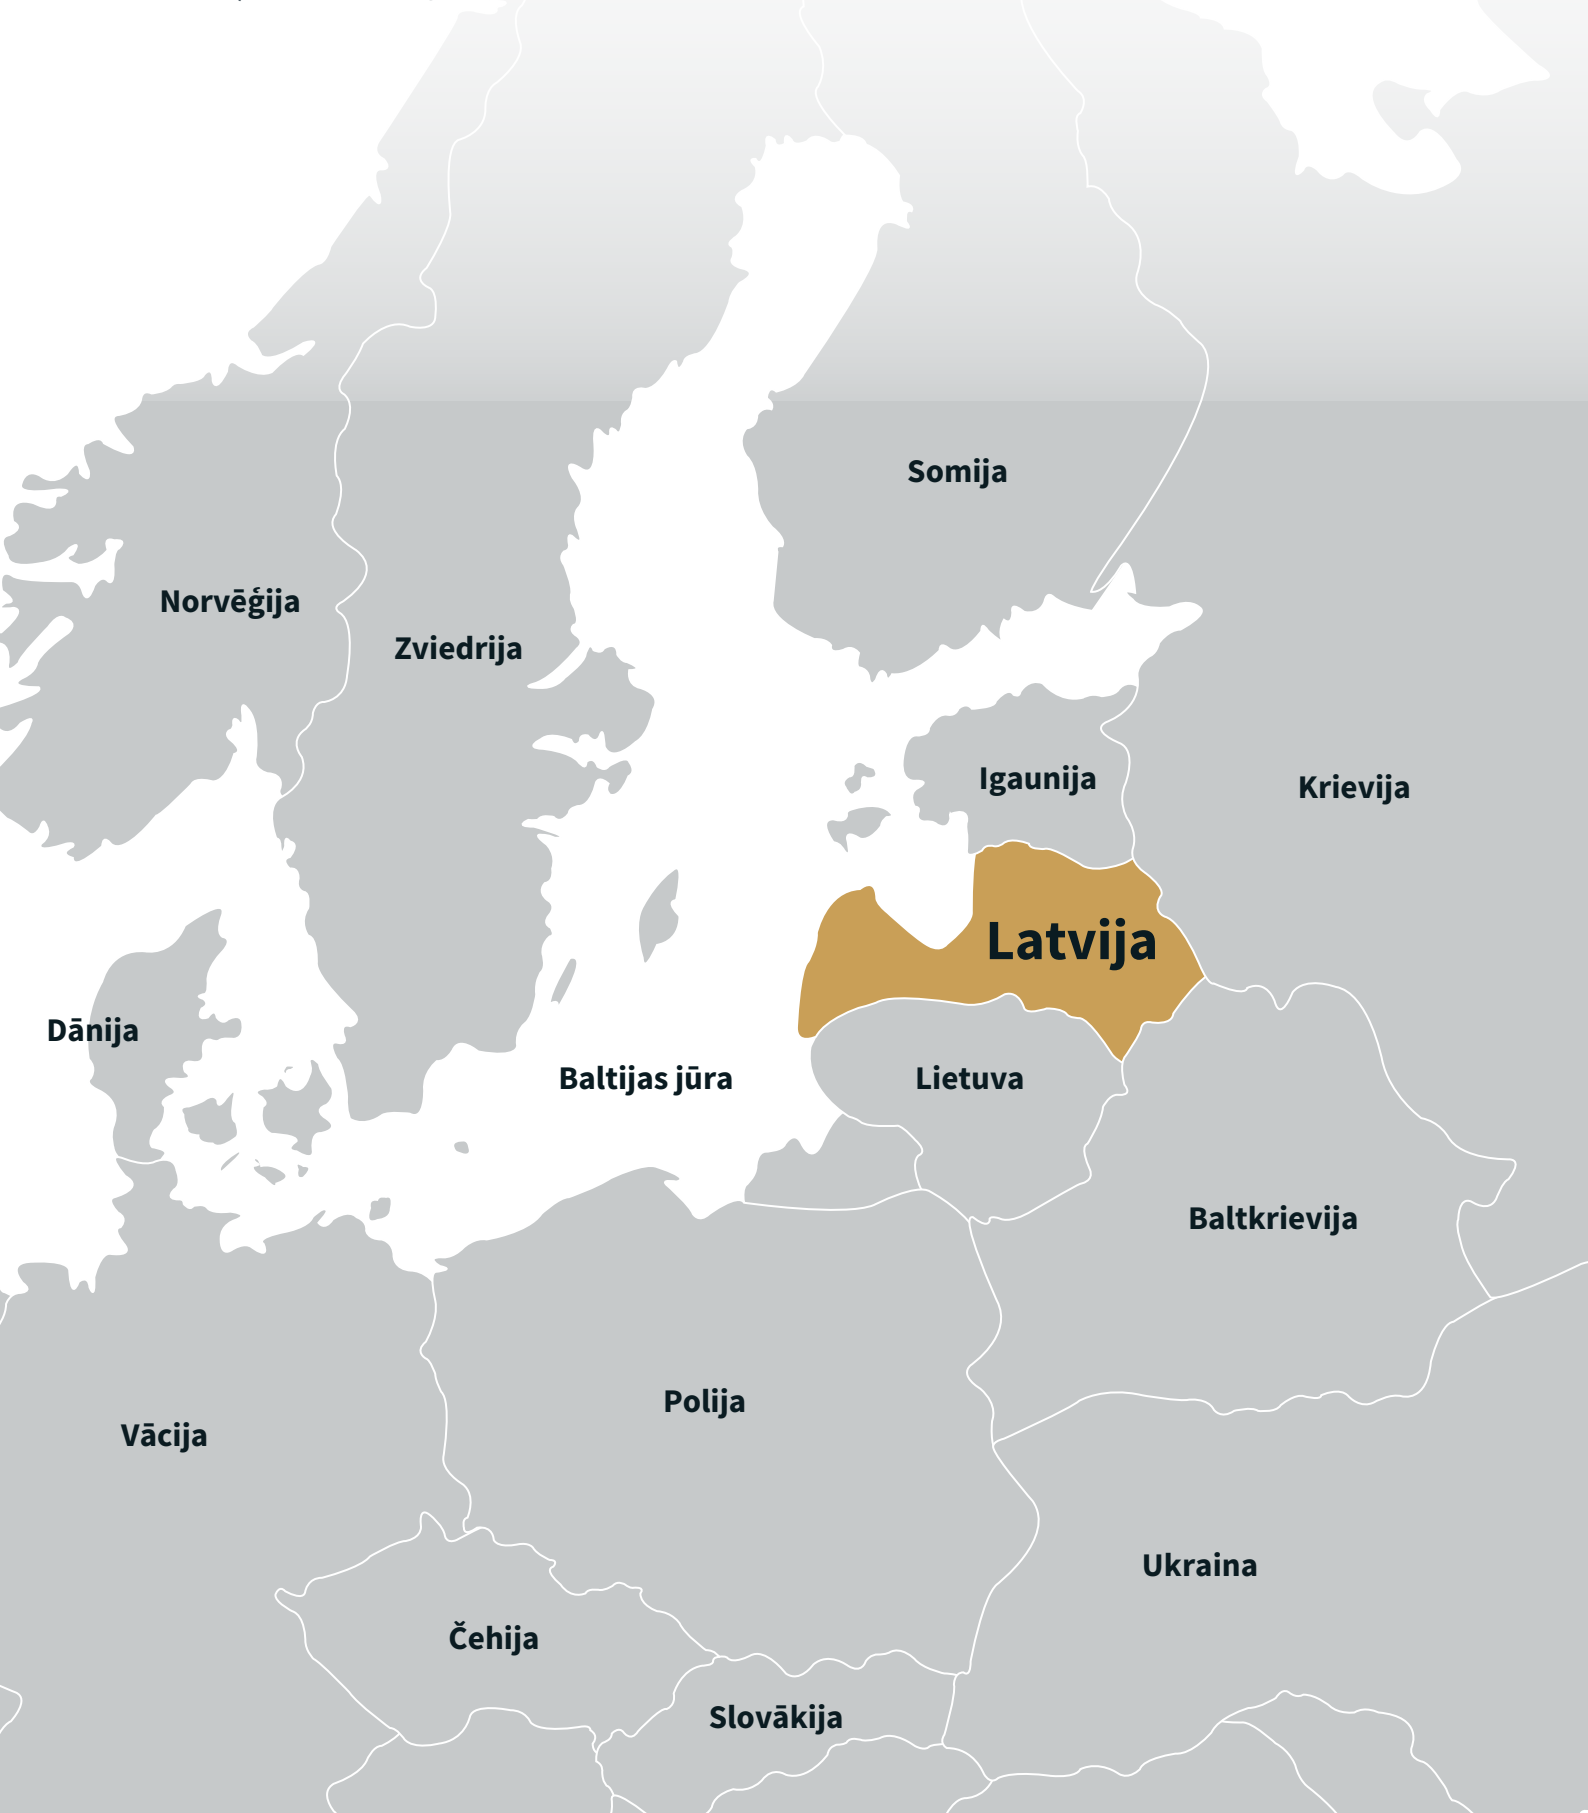 Somija
Norvēģija
Zviedrija
Igaunija
Krievija
Latvija
Dānija
Baltijas jūra
Lietuva
Baltkrievija
Polija
Vācija
Ukraina
Čehija
Slovākija